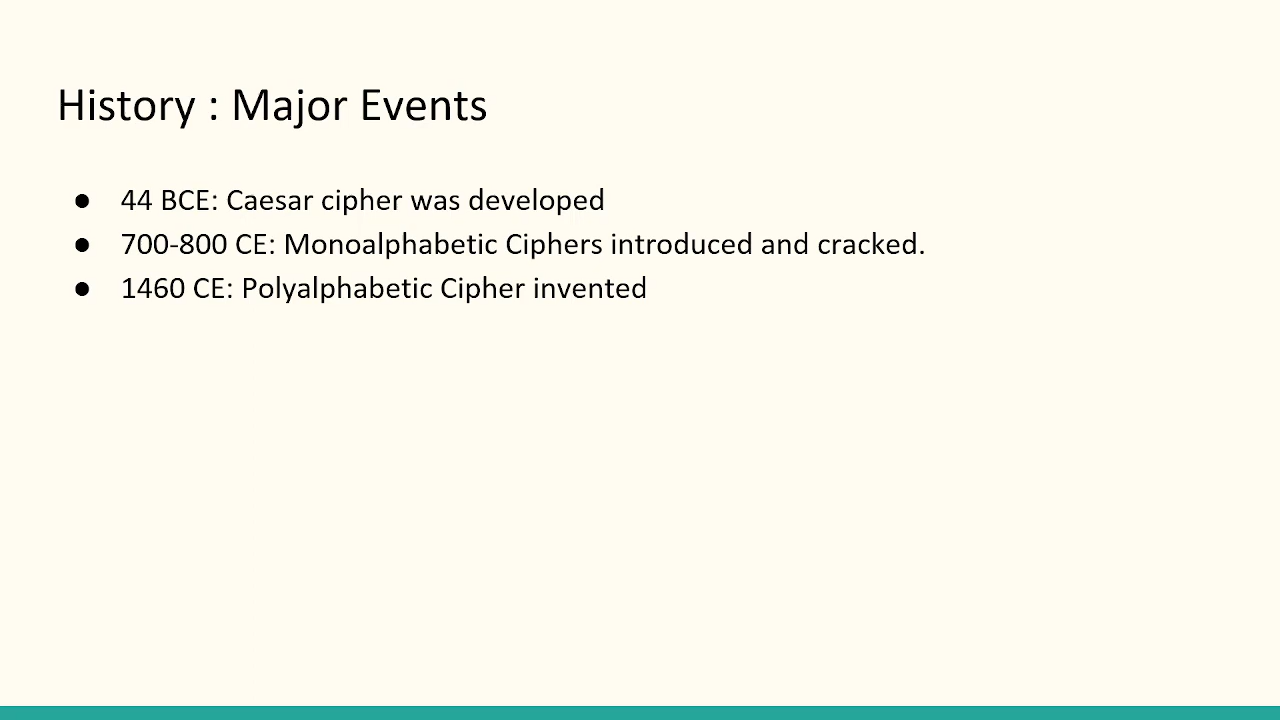 History : Major Events
● 44 BCE: Caesar cipher was developed
● 700-800 CE: Monoalphabetic Ciphers introduced and cracked.
● 1460 CE: Polyalphabetic Cipher invented